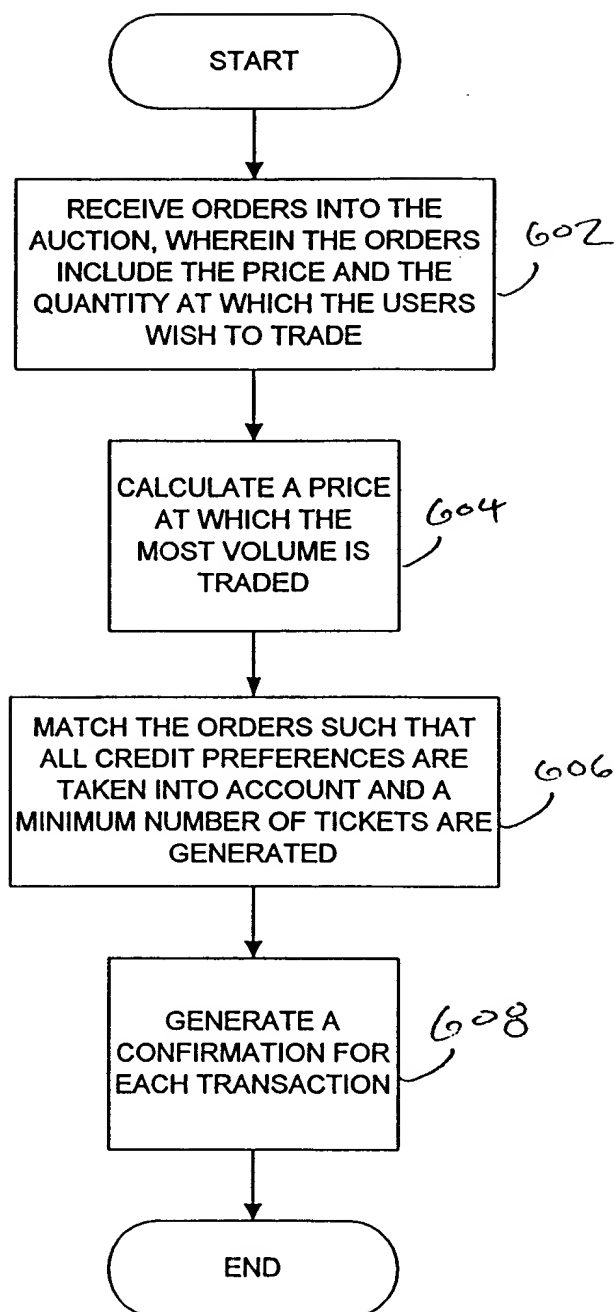 START
RECEIVE ORDERS INTO THE
AUCTION, WHEREIN THE ORDERS
INCLUDE THE PRICE AND THE
QUANTITY AT WHICH THE USERS
WISH TO TRADE
602
CALCULATE A PRICE
AT WHICH THE
MOST VOLUME IS
TRADED
604
MATCH THE ORDERS SUCH THAT
ALL CREDIT PREFERENCES ARE
TAKEN INTO ACCOUNT AND A
MINIMUM NUMBER OF TICKETS ARE
GENERATED
606
GENERATE A
CONFIRMATION FOR
EACH TRANSACTION
608
END